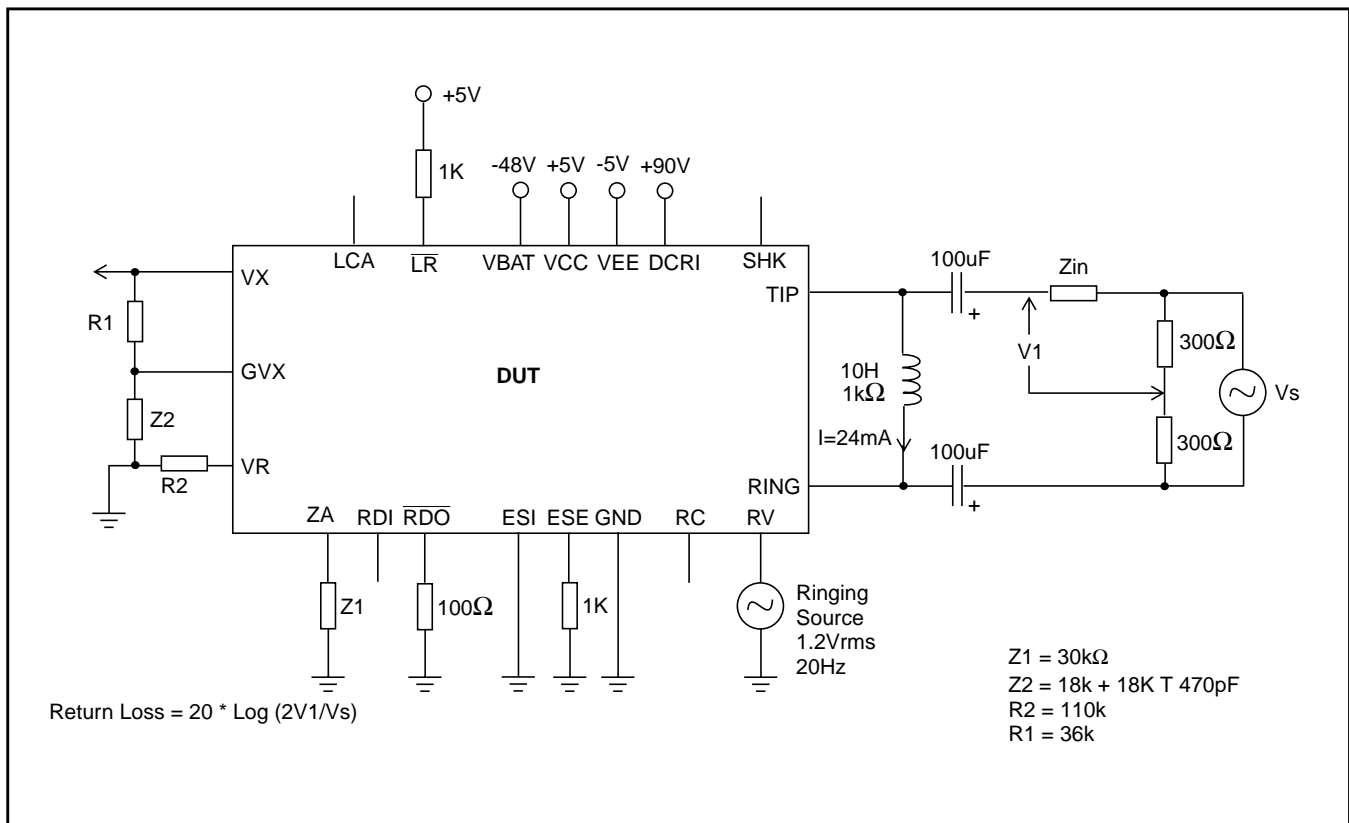 +5V
1K
-48V
+5V
-5V
+90V
LCA
LR
VBAT
VCC
VEE
DCRI
SHK
VX
TIP
100uF
Zin
R1
300Ω
V1
GVX
DUT
10H
1kΩ
Vs
Z2
I=24mA
100uF
300Ω
VR
R2
RING
ZA
RDI
RDO
ESI
ESE
GND
RC
RV
Z1
100Ω
1K
Ringing
Source
1.2Vrms
20Hz
Z1 = 30kΩ
Z2 = 18k + 18K T 470pF
R2 = 110k
R1 = 36k
Return Loss = 20 * Log (2V1/Vs)
+
+